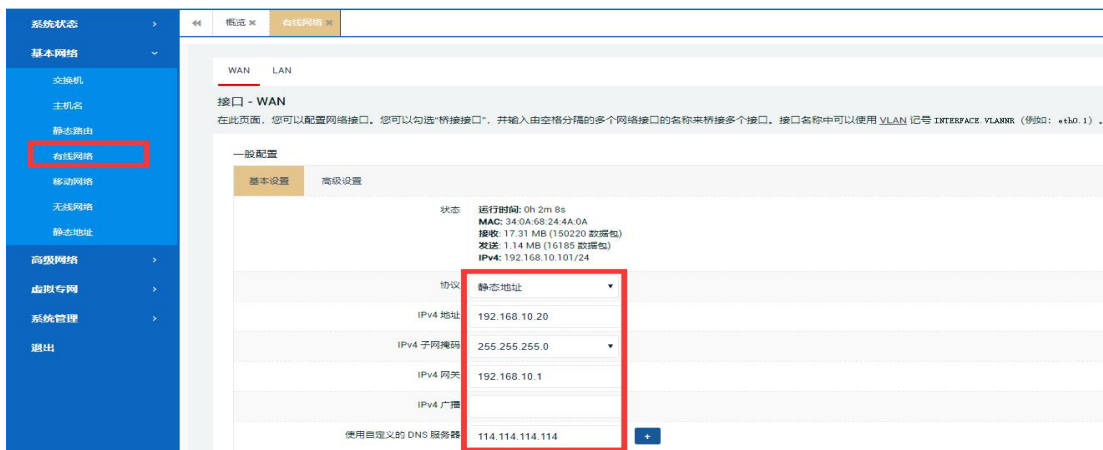 系统状态
基本网络
交换机
主机名
静态路由
有线网络
移动网络
无线网络
静态地址
高级网络
虚拟专网
系统管理
退出
概览 ×
有线网络 ×
WAN LAN
接口 - WAN
在此页面，您可以配置网络接口。您可以勾选"桥接接口"，并输入由空格分隔的多个网络接口的名称来桥接多个接口。接口名称中可以使用 VLAN 记号 INTERFACE.VLANNR (例如: eth0.1) 。
一般配置
基本设置 高级设置
状态 运行时间: 0h 2m 8s
MAC: 34:0A:68:24:4A:0A
接收: 17.31 MB (150220 数据包)
发送: 1.14 MB (16185 数据包)
IPv4: 192.168.10.101/24
协议 静态地址
IPv4 地址 192.168.10.20
IPv4 子网掩码 255.255.255.0
IPv4 网关 192.168.10.1
IPv4 广播
使用自定义的 DNS 服务器 114.114.114.114 +